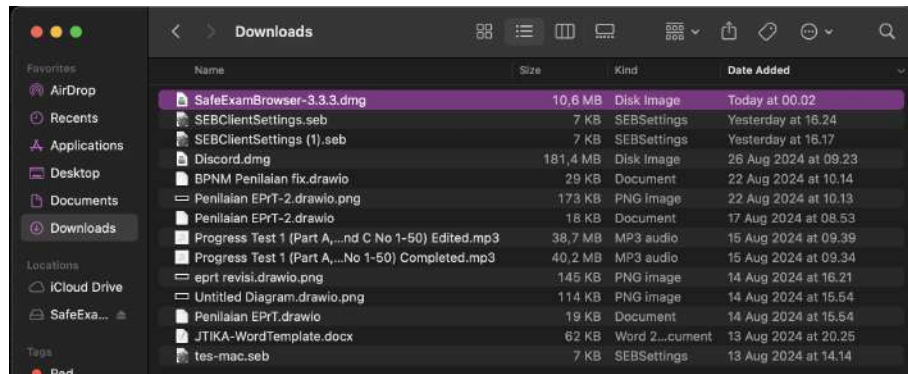 Downloads
Favorites
Name Size Kind Date Added
AirDrop
SafeExamBrowser-3.3.3.dmg 10,6 MB Disk Image Today at 00.02
Recents
SEBClientSettings.seb 7 KB SEBSettings Yesterday at 16.24
Applications
SEBClientSettings (1).seb 7 KB SEBSettings Yesterday at 16.17
Discord.dmg 181,4 MB Disk Image 26 Aug 2024 at 09.23
Desktop
BPNM Penilaian fix.drawio 29 KB Document 22 Aug 2024 at 10.14
Penilaian EPrT-2.drawio.png 173 KB PNG image 22 Aug 2024 at 10.13
Documents
Penilaian EPrT-2.drawio 18 KB Document 17 Aug 2024 at 08.53
Downloads
Progress Test 1 (Part A,...nd C No 1-50) Edited.mp3 38,7 MB MP3 audio 15 Aug 2024 at 09.39
Progress Test 1 (Part A,...No 1-50) Completed.mp3 40,2 MB MP3 audio 15 Aug 2024 at 09.34
Locations
eprt revisi.drawio.png 145 KB PNG image 14 Aug 2024 at 16.21
iCloud Drive
Untitled Diagram.drawio.png 114 KB PNG image 14 Aug 2024 at 15.54
SafeExa...
Penilaian EPrT.drawio 19 KB Document 14 Aug 2024 at 15.54
JTIKA-WordTemplate.docx 62 KB Word 2...cument 13 Aug 2024 at 20.25
Tags
tes-mac.seb 7 KB SEBSettings 13 Aug 2024 at 14.14
Red